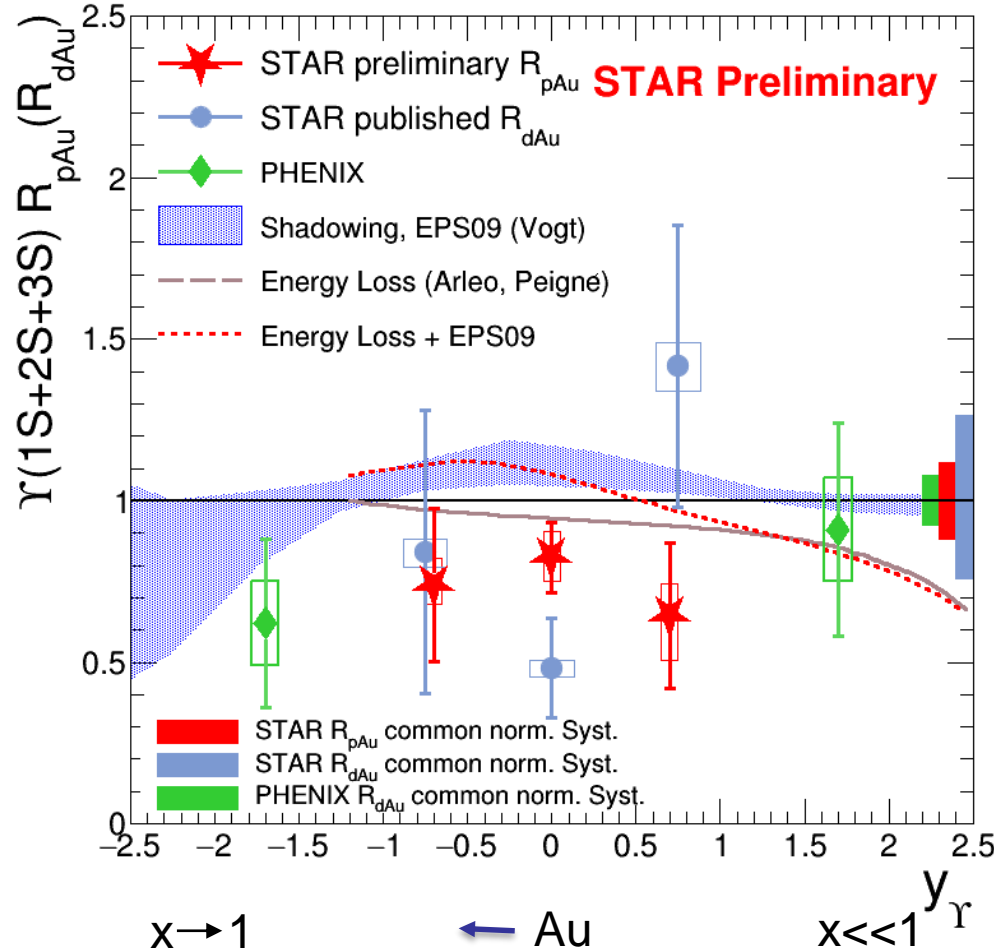 ϒ(1S+2S+3S) R_pAu (R_dAu)
2.5
2
1.5
1
0.5
0
STAR preliminary R_pAu
STAR Preliminary
STAR published R_dAu
PHENIX
Shadowing, EPS09 (Vogt)
Energy Loss (Arleo, Peigne)
Energy Loss + EPS09
STAR R_pAu common norm. Syst.
STAR R_dAu common norm. Syst.
PHENIX R_dAu common norm. Syst.
−2.5 −2 −1.5 −1 −0.5 0 0.5 1 1.5 2 2.5
y_ϒ
x→1 ← Au x<<1